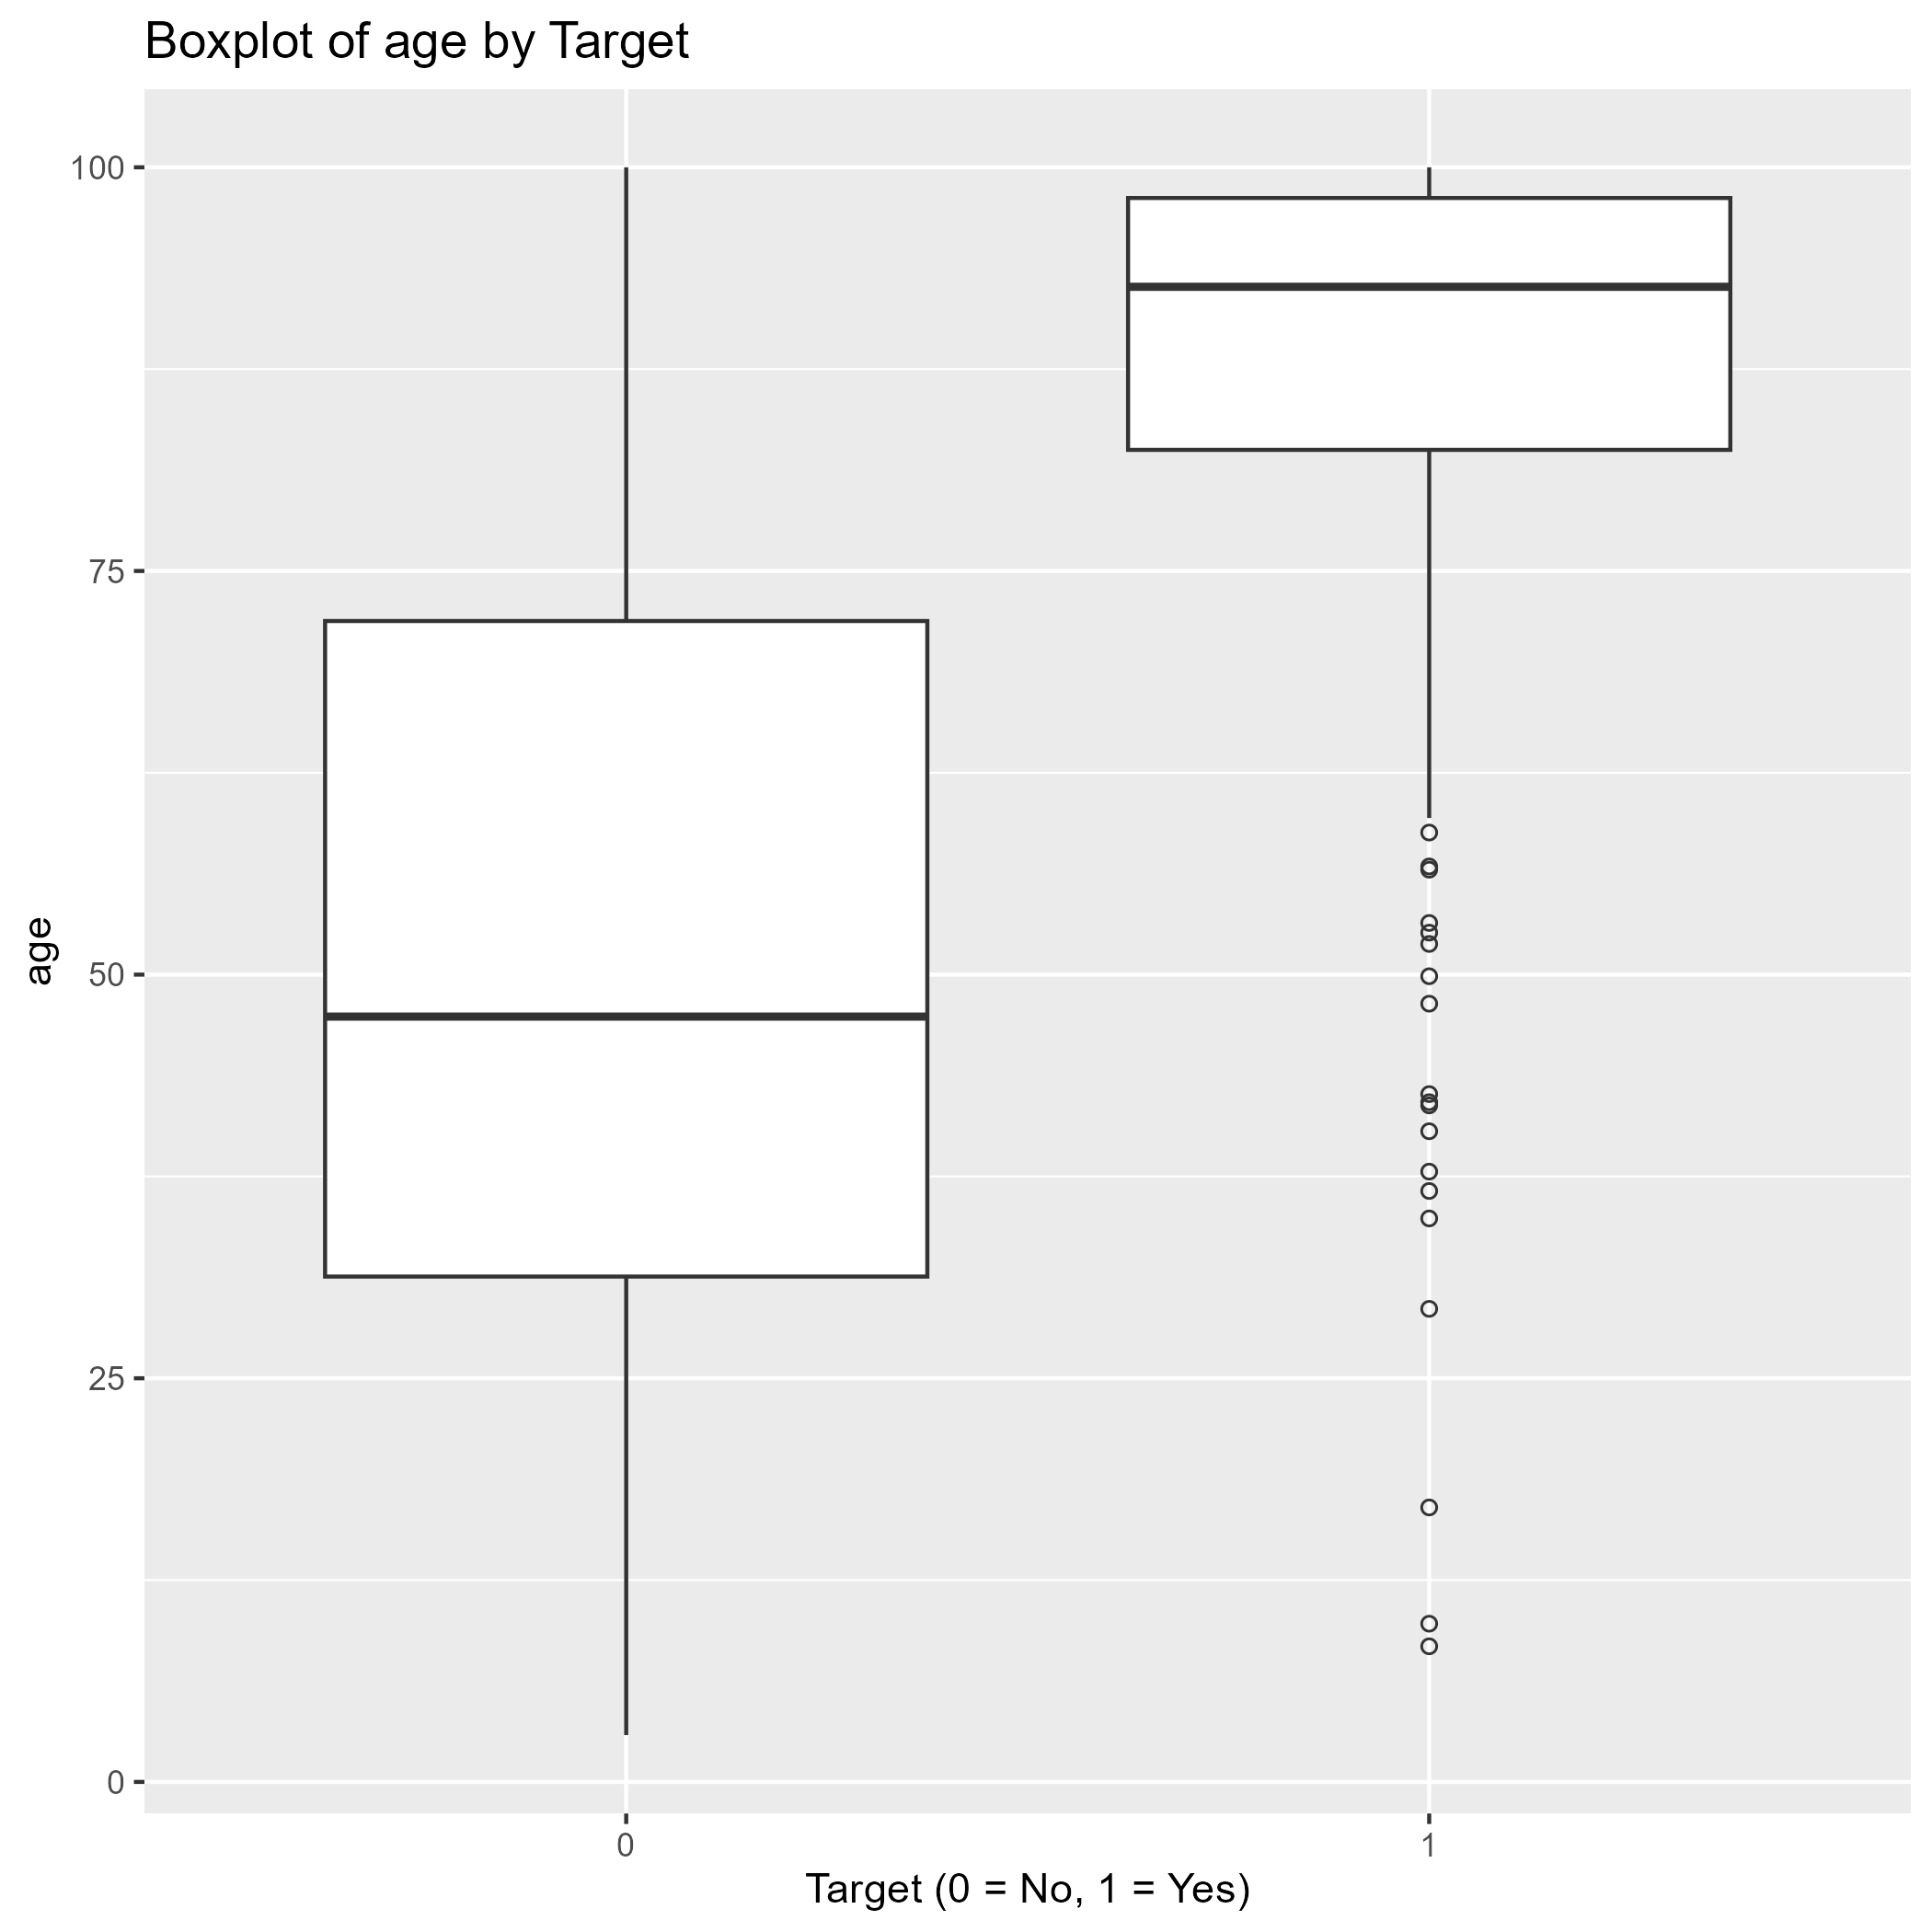 Boxplot of age by Target
100
75
50
25
0
age
0 1
Target (0 = No, 1 = Yes)